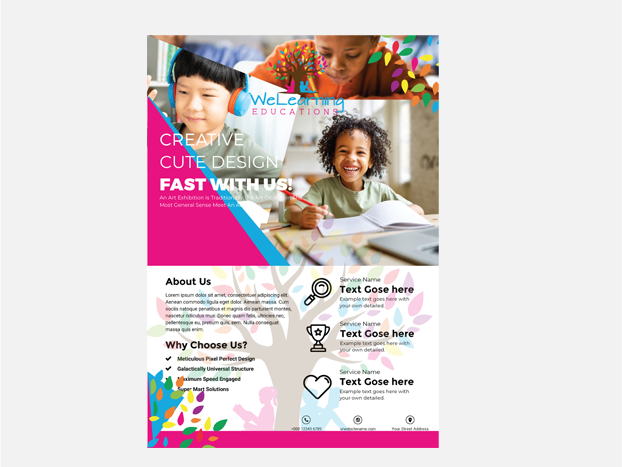 WeLearning
EDUCATIONS
CREATIVE
CUTE DESIGN
FAST WITH US!
An Art Exhibition Is Traditionally
Most General Sense Meet An
About Us
Lorem ipsum dolor sit amet, consectetuer adipiscing elit.
Aenean commodo ligula eget dolor. Aenean massa. Cum
sociis natoque penatibus et magnis dis parturient montes,
nascetur ridiculus mus. Donec quam felis, ultricies nec,
pellentesque eu, pretium quis, sem. Nulla consequat
massa quis enim.
Why Choose Us?
Meticulous Pixel Perfect Design
Galactically Universal Structure
Maximum Speed Engaged
Super Mart Solutions
Service Name
Text Gose here
Example text goes here with
your own detailed.
Service Name
Text Gose here
Example text goes here with
your own detailed.
Service Name
Text Gose here
Example text goes here with
your own detailed.
+000 12345 6789
Your Street Address